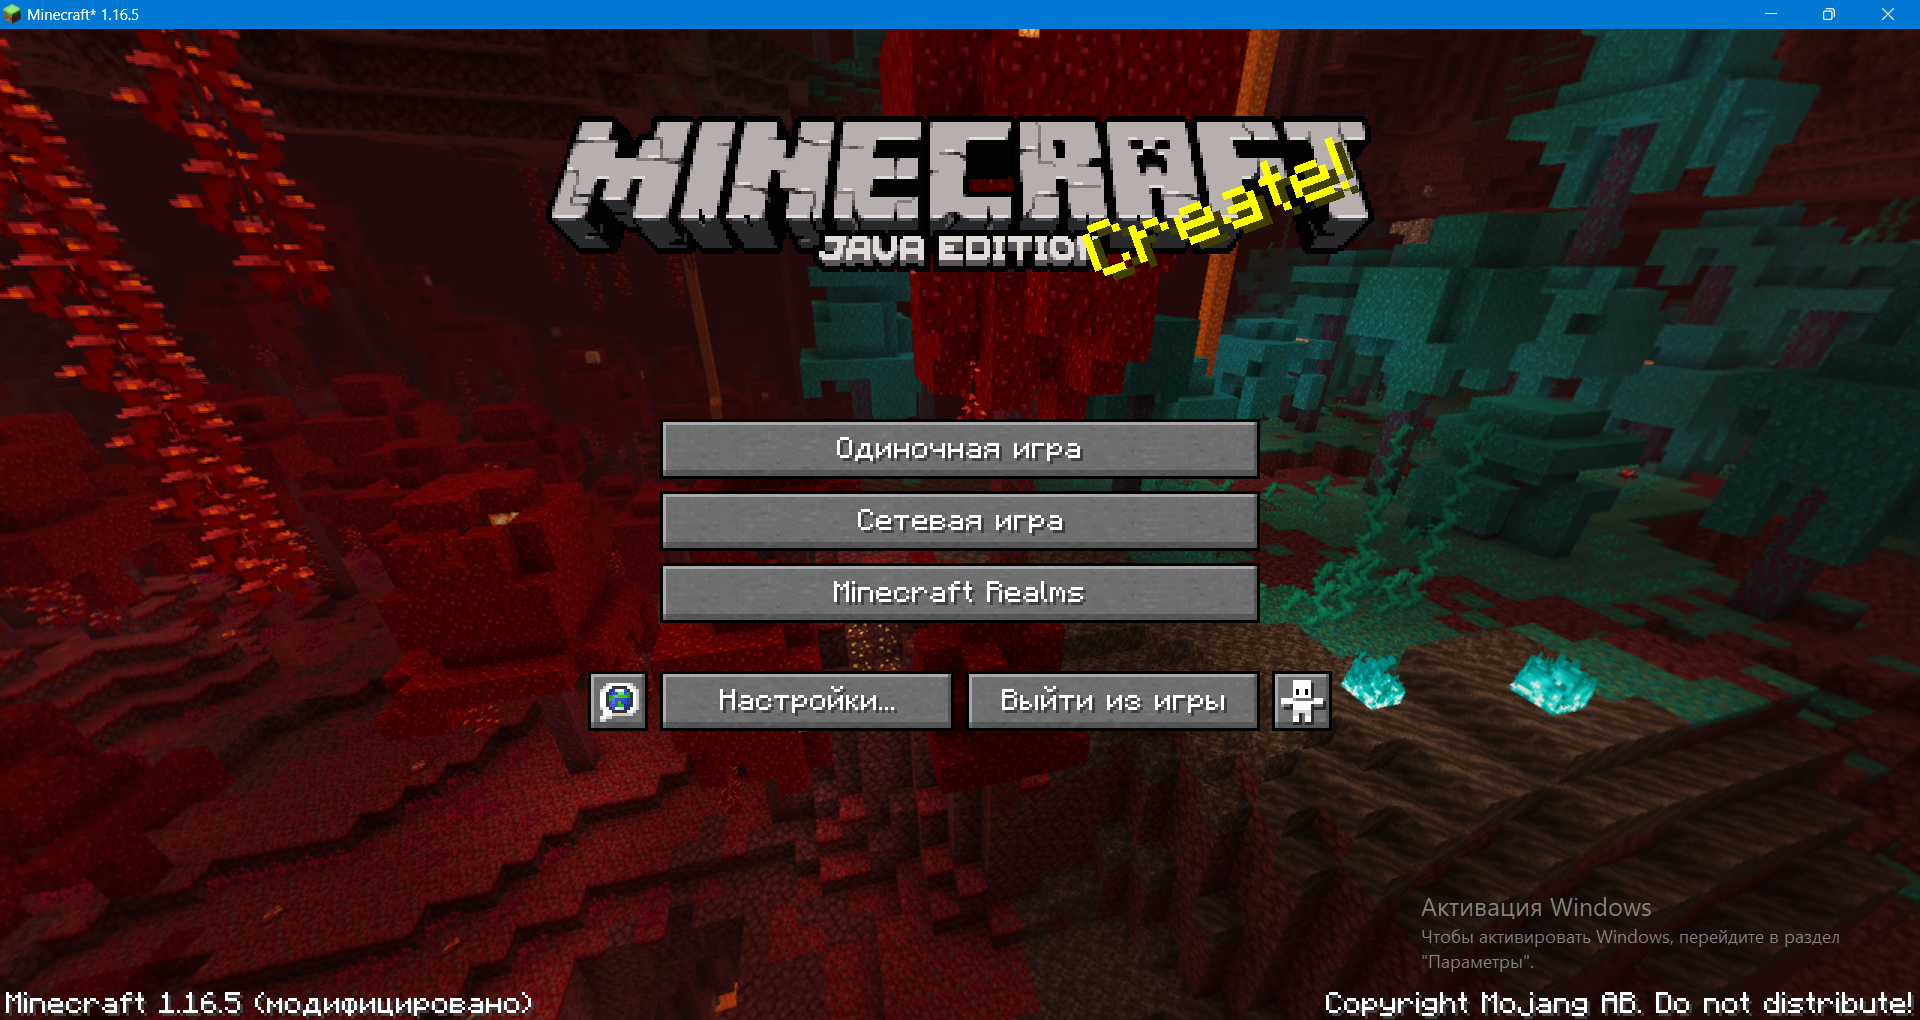 Minecraft* 1.16.5
MINECRAFT
JAVA EDITION
Create!
Одиночная игра
Сетевая игра
Minecraft Realms
Настройки...
Выйти из игры
Активация Windows
Чтобы активировать Windows, перейдите в раздел
"Параметры".
Minecraft 1.16.5 (модифицировано)
Copyright Mojang AB. Do not distribute!